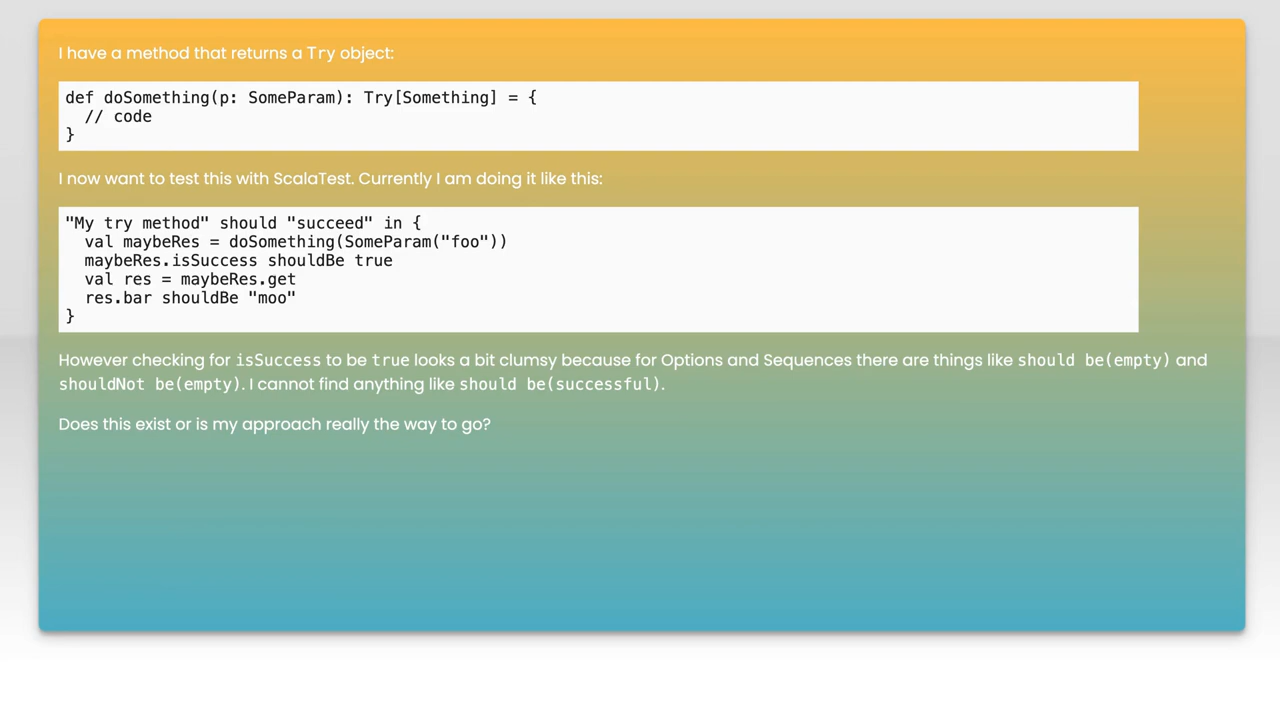 I have a method that returns a Try object:
def doSomething(p: SomeParam): Try[Something] = {
  // code
}
I now want to test this with ScalaTest. Currently I am doing it like this:
"My try method" should "succeed" in {
  val maybeRes = doSomething(SomeParam("foo"))
  maybeRes.isSuccess shouldBe true
  val res = maybeRes.get
  res.bar shouldBe "moo"
}
However checking for isSuccess to be true looks a bit clumsy because for Options and Sequences there are things like should be(empty) and
shouldNot be(empty). I cannot find anything like should be(successful).
Does this exist or is my approach really the way to go?